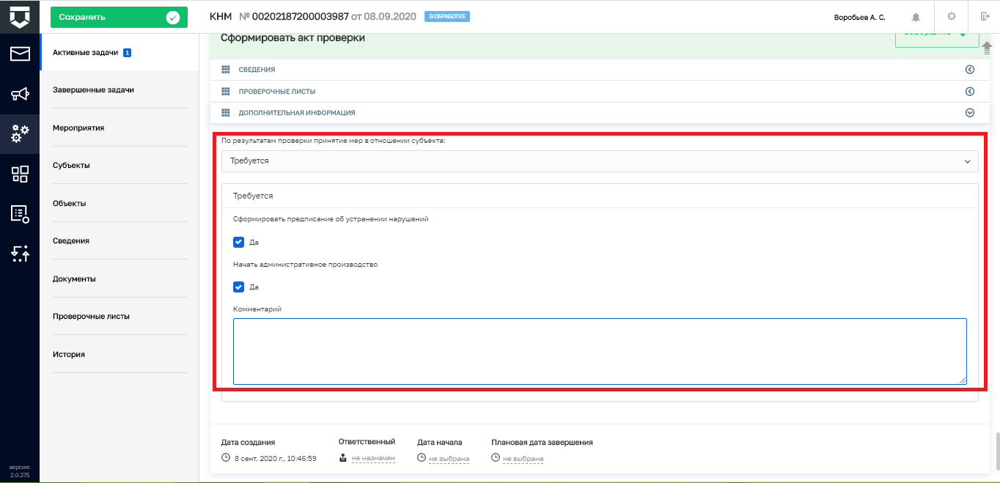 Сохранить
КНМ № 00202187200003987 от 08.09.2020 В ОБРАБОТКЕ
Воробьев А. С.
Активные задачи 1
Завершенные задачи
Мероприятия
Субъекты
Объекты
Сведения
Документы
Проверочные листы
История
версия:
2.0.275
Сформировать акт проверки
Завершить
СВЕДЕНИЯ
ПРОВЕРОЧНЫЕ ЛИСТЫ
ДОПОЛНИТЕЛЬНАЯ ИНФОРМАЦИЯ
По результатам проверки принятие мер в отношении субъекта:
Требуется
Требуется
Сформировать предписание об устранении нарушений
Да
Начать административное производство
Да
Комментарий
Дата создания
8 сент. 2020 г., 10:46:59
Ответственный
не назначен
Дата начала
не выбрана
Плановая дата завершения
не выбрана